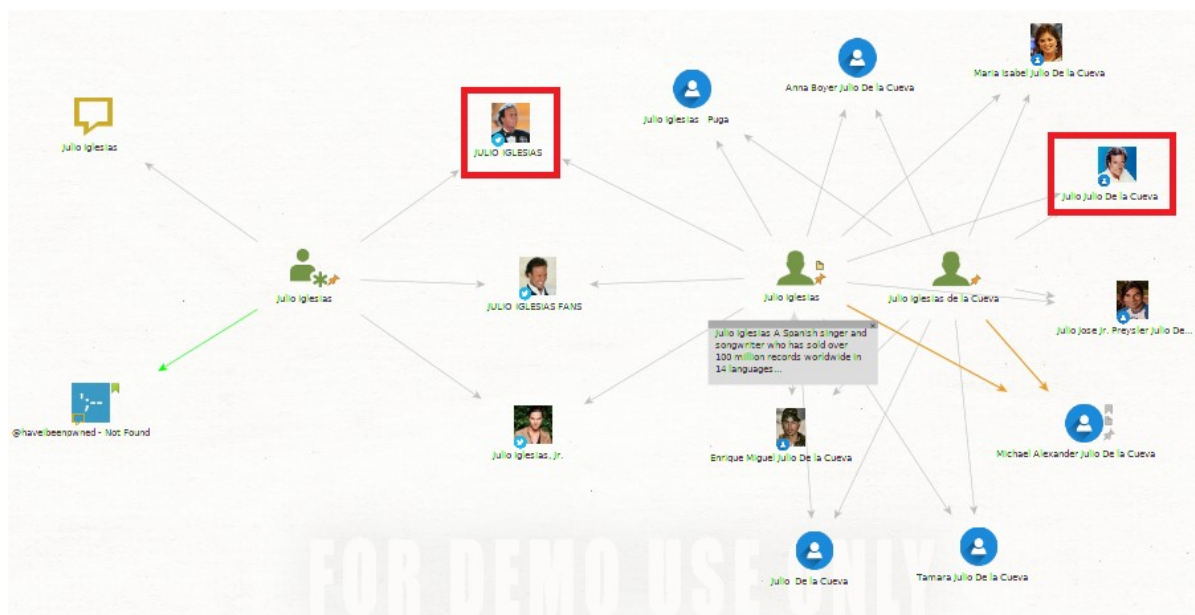 Maria Isabel Julio De la Cueva
Anna Boyer Julio De la Cueva
Julio Iglesias Puga
Julio Iglesias
JULIO IGLESIAS
Julio Julio De la Cueva
Julio Iglesias
Julio Iglesias
Julio Iglesias de la Cueva
JULIO IGLESIAS FANS
Julio Jose Jr. Preysler Julio De...
Julio Iglesias A Spanish singer and
songwriter who has sold over
100 million records worldwide in
14 languages...
';--
@haveibeenpwned - Not Found
Julio Iglesias, Jr.
Enrique Miguel Julio De la Cueva
Michael Alexander Julio De la Cueva
Julio De la Cueva
Tamara Julio De la Cueva
FOR DEMO USE ONLY